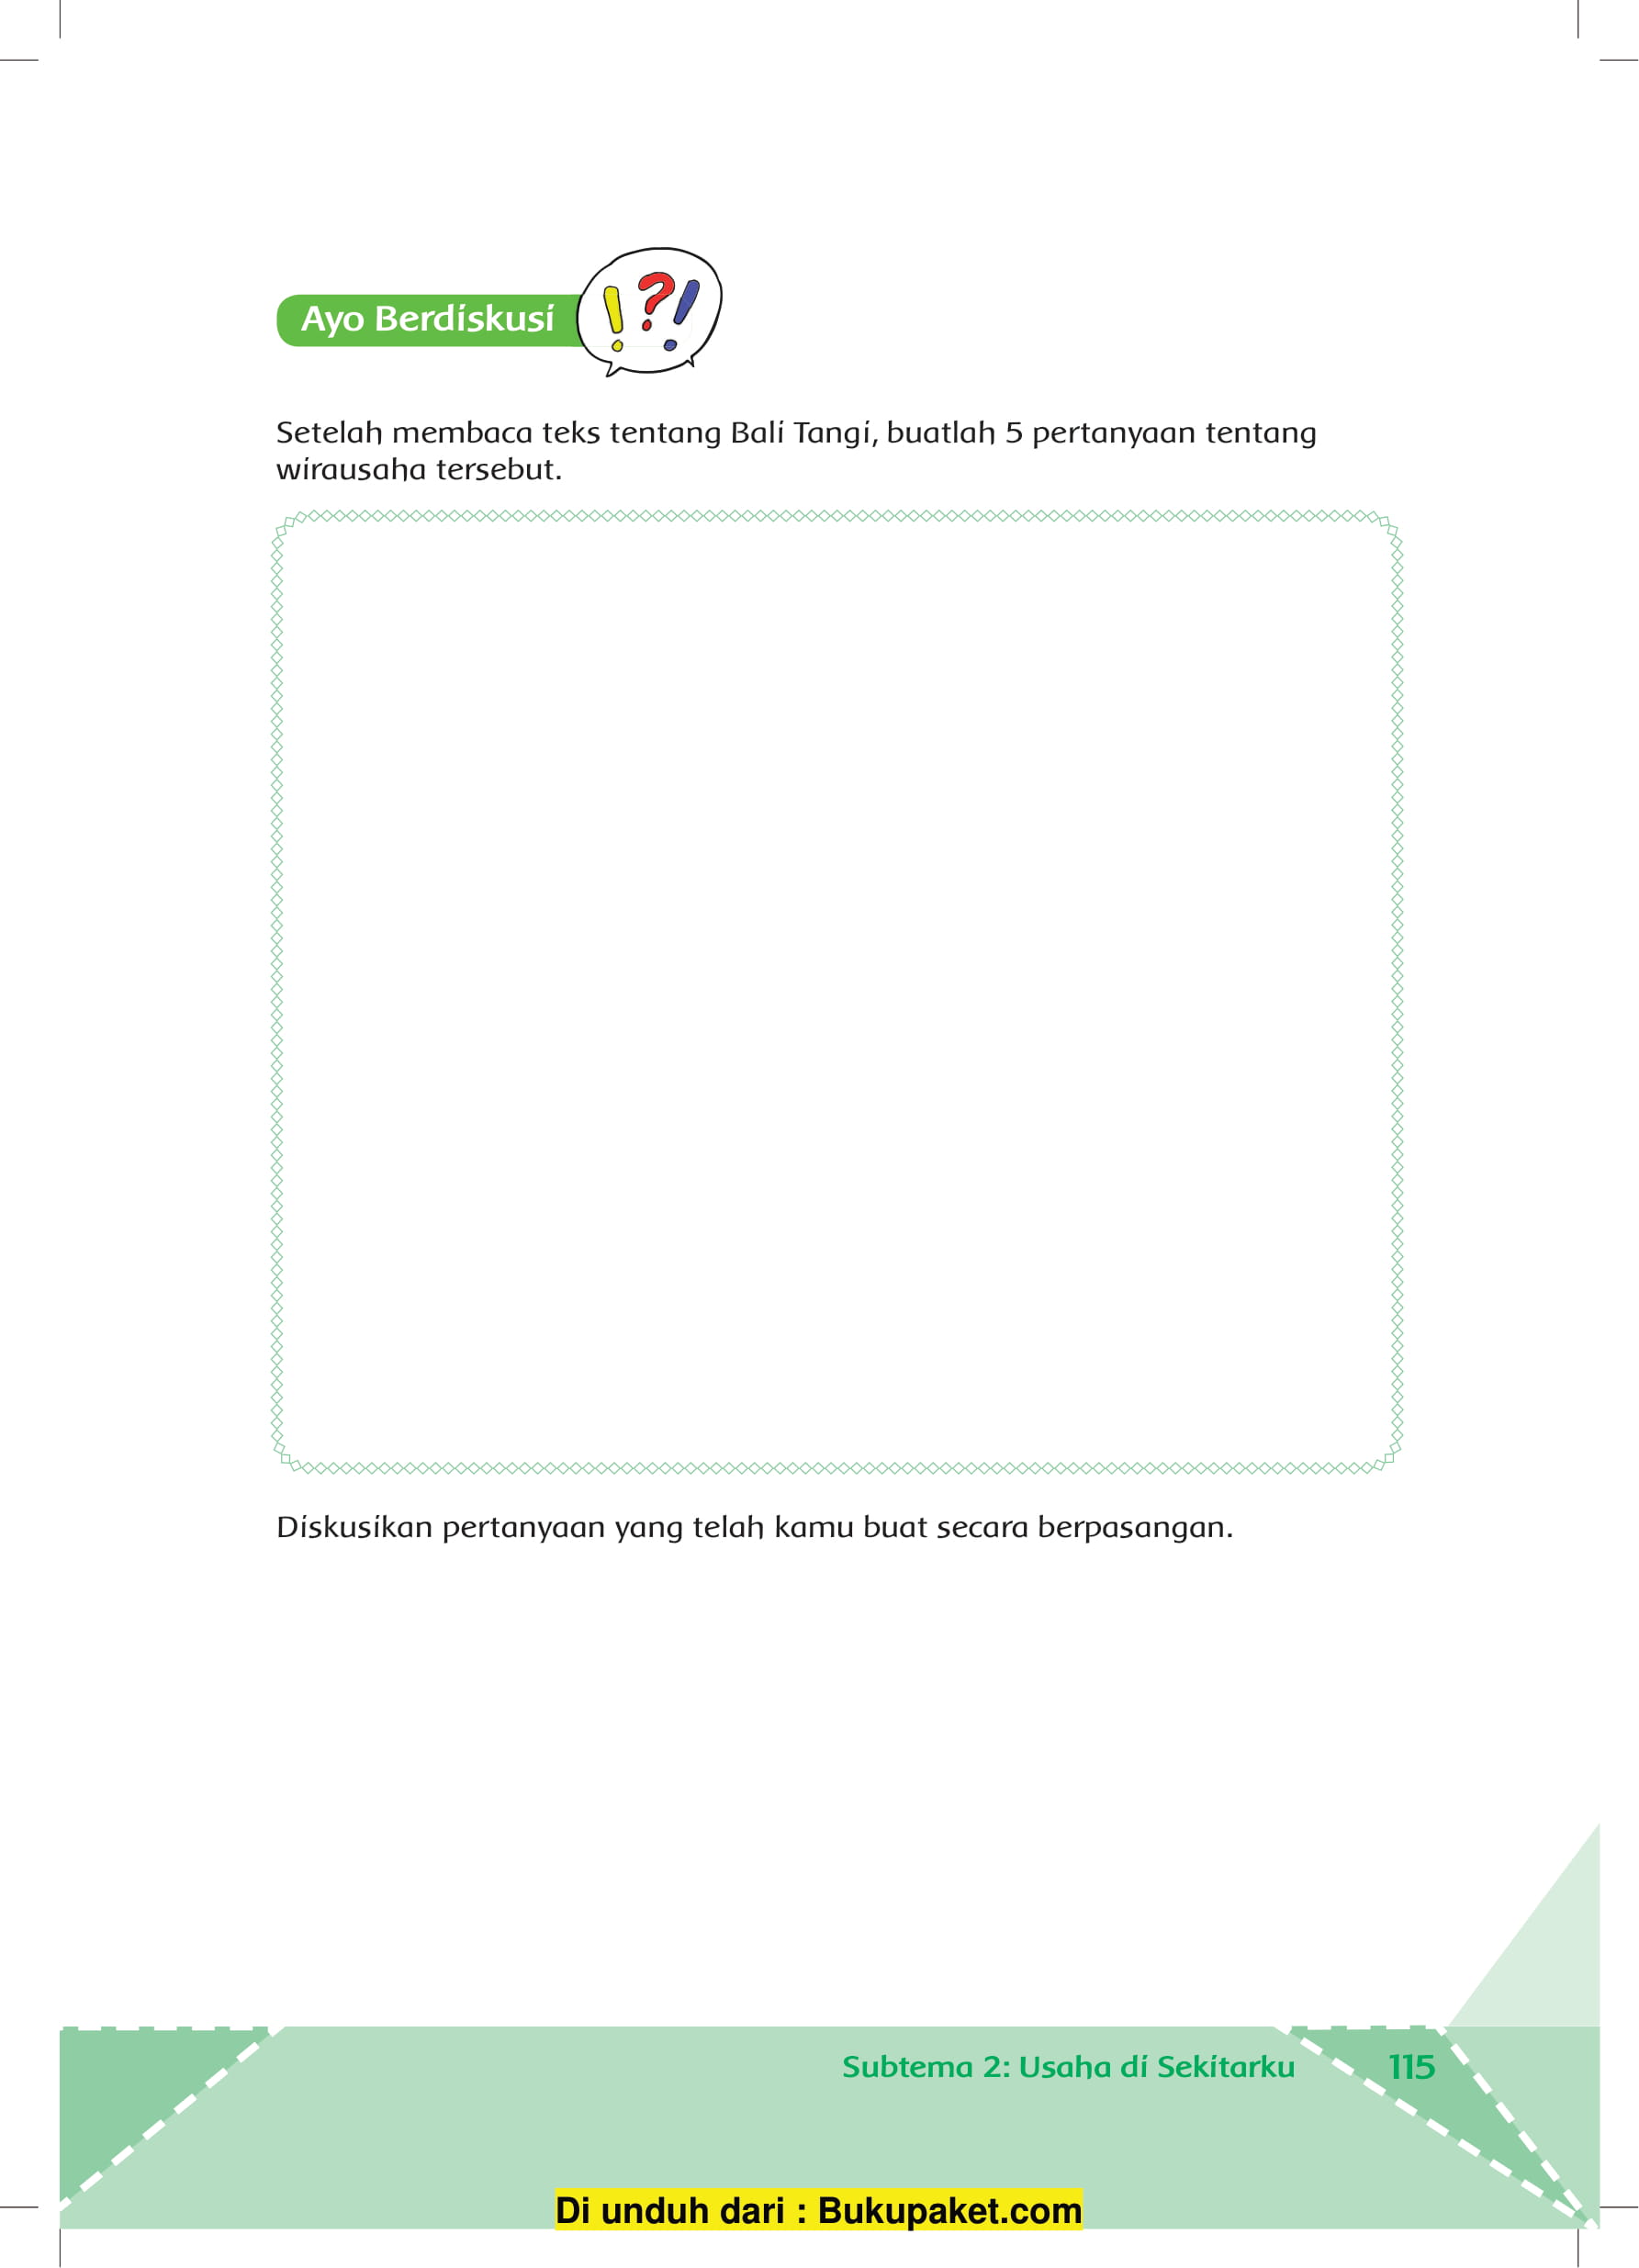 Ayo Berdiskusi
Setelah membaca teks tentang Bali Tangi, buatlah 5 pertanyaan tentang
wirausaha tersebut.
Diskusikan pertanyaan yang telah kamu buat secara berpasangan.
Subtema 2: Usaha di Sekitarku 115
Di unduh dari : Bukupaket.com